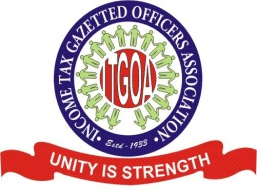 INCOME TAX GAZETTED OFFICERS ASSOCIATION
ITGOA
Estd - 1933
UNITY IS STRENGTH